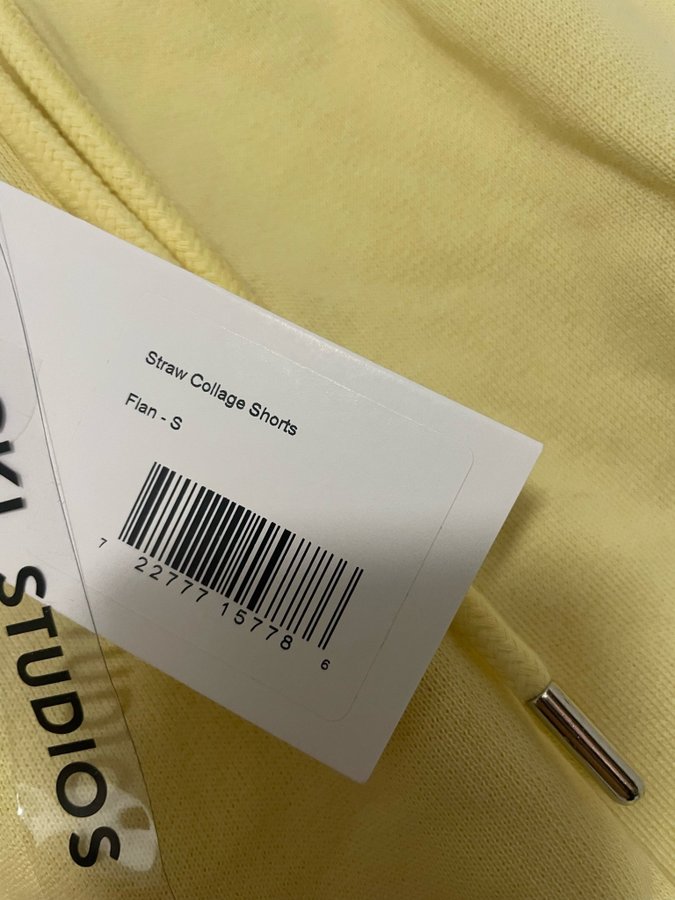 Straw Collage Shorts
Flan - S
7 22777 15778 6
STUDIOS